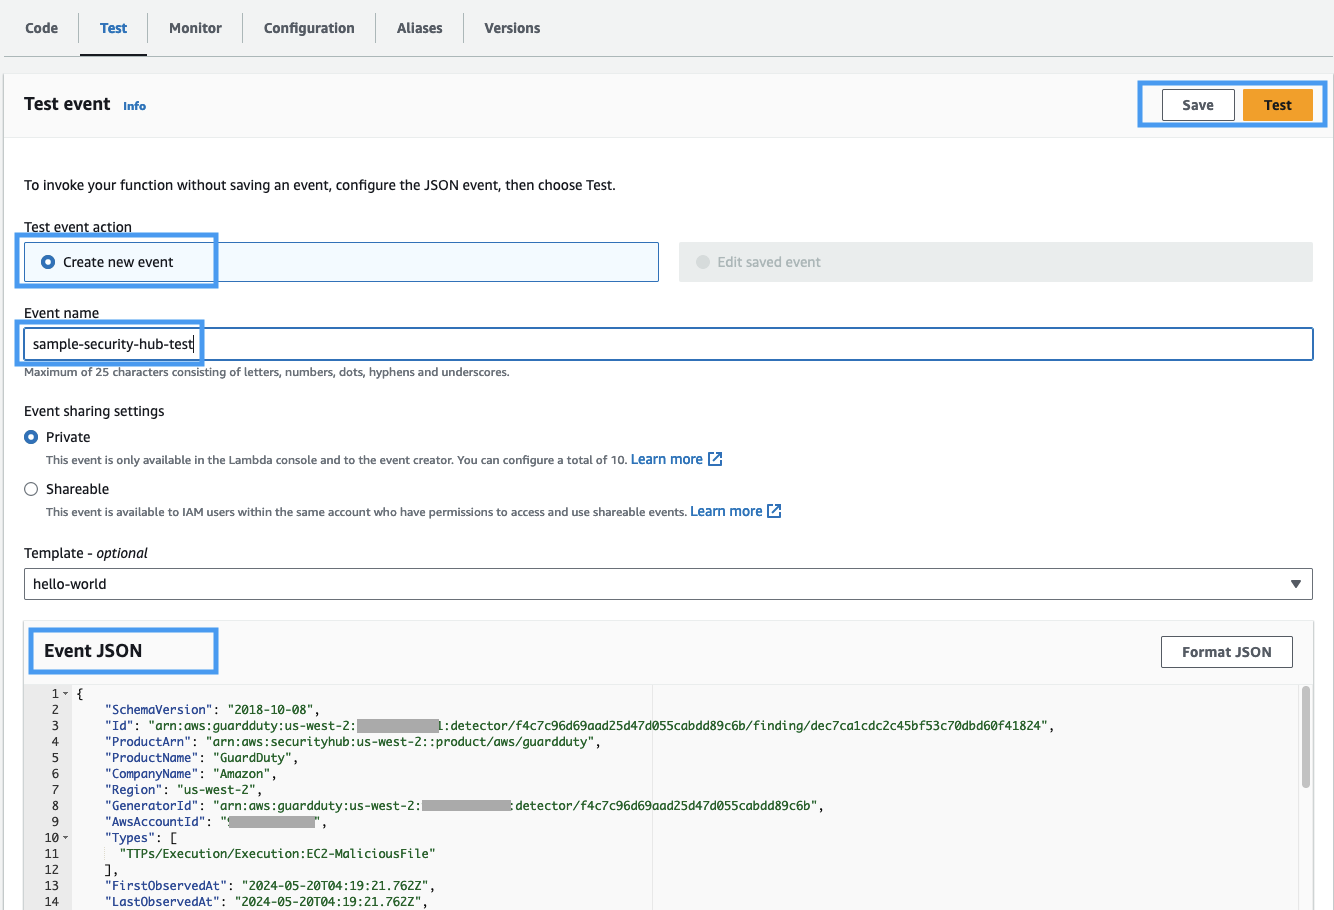 Code Test Monitor Configuration Aliases Versions
Test event Info Save Test
To invoke your function without saving an event, configure the JSON event, then choose Test.
Test event action
Create new event Edit saved event
Event name
sample-security-hub-test
Maximum of 25 characters consisting of letters, numbers, dots, hyphens and underscores.
Event sharing settings
Private
This event is only available in the Lambda console and to the event creator. You can configure a total of 10. Learn more
Shareable
This event is available to IAM users within the same account who have permissions to access and use shareable events. Learn more
Template - optional
hello-world
Event JSON Format JSON
1 {
2 "SchemaVersion": "2018-10-08",
3 "Id": "arn:aws:guardduty:us-west-2: :detector/f4c7c96d69aad25d47d055cabdd89c6b/finding/dec7ca1cdc2c45bf53c70dbd60f41824",
4 "ProductArn": "arn:aws:securityhub:us-west-2::product/aws/guardduty",
5 "ProductName": "GuardDuty",
6 "CompanyName": "Amazon",
7 "Region": "us-west-2",
8 "GeneratorId": "arn:aws:guardduty:us-west-2: :detector/f4c7c96d69aad25d47d055cabdd89c6b",
9 "AwsAccountId": " ",
10 "Types": [
11 "TTPs/Execution/Execution:EC2-MaliciousFile"
12 ],
13 "FirstObservedAt": "2024-05-20T04:19:21.762Z",
14 "LastObservedAt": "2024-05-20T04:19:21.762Z",